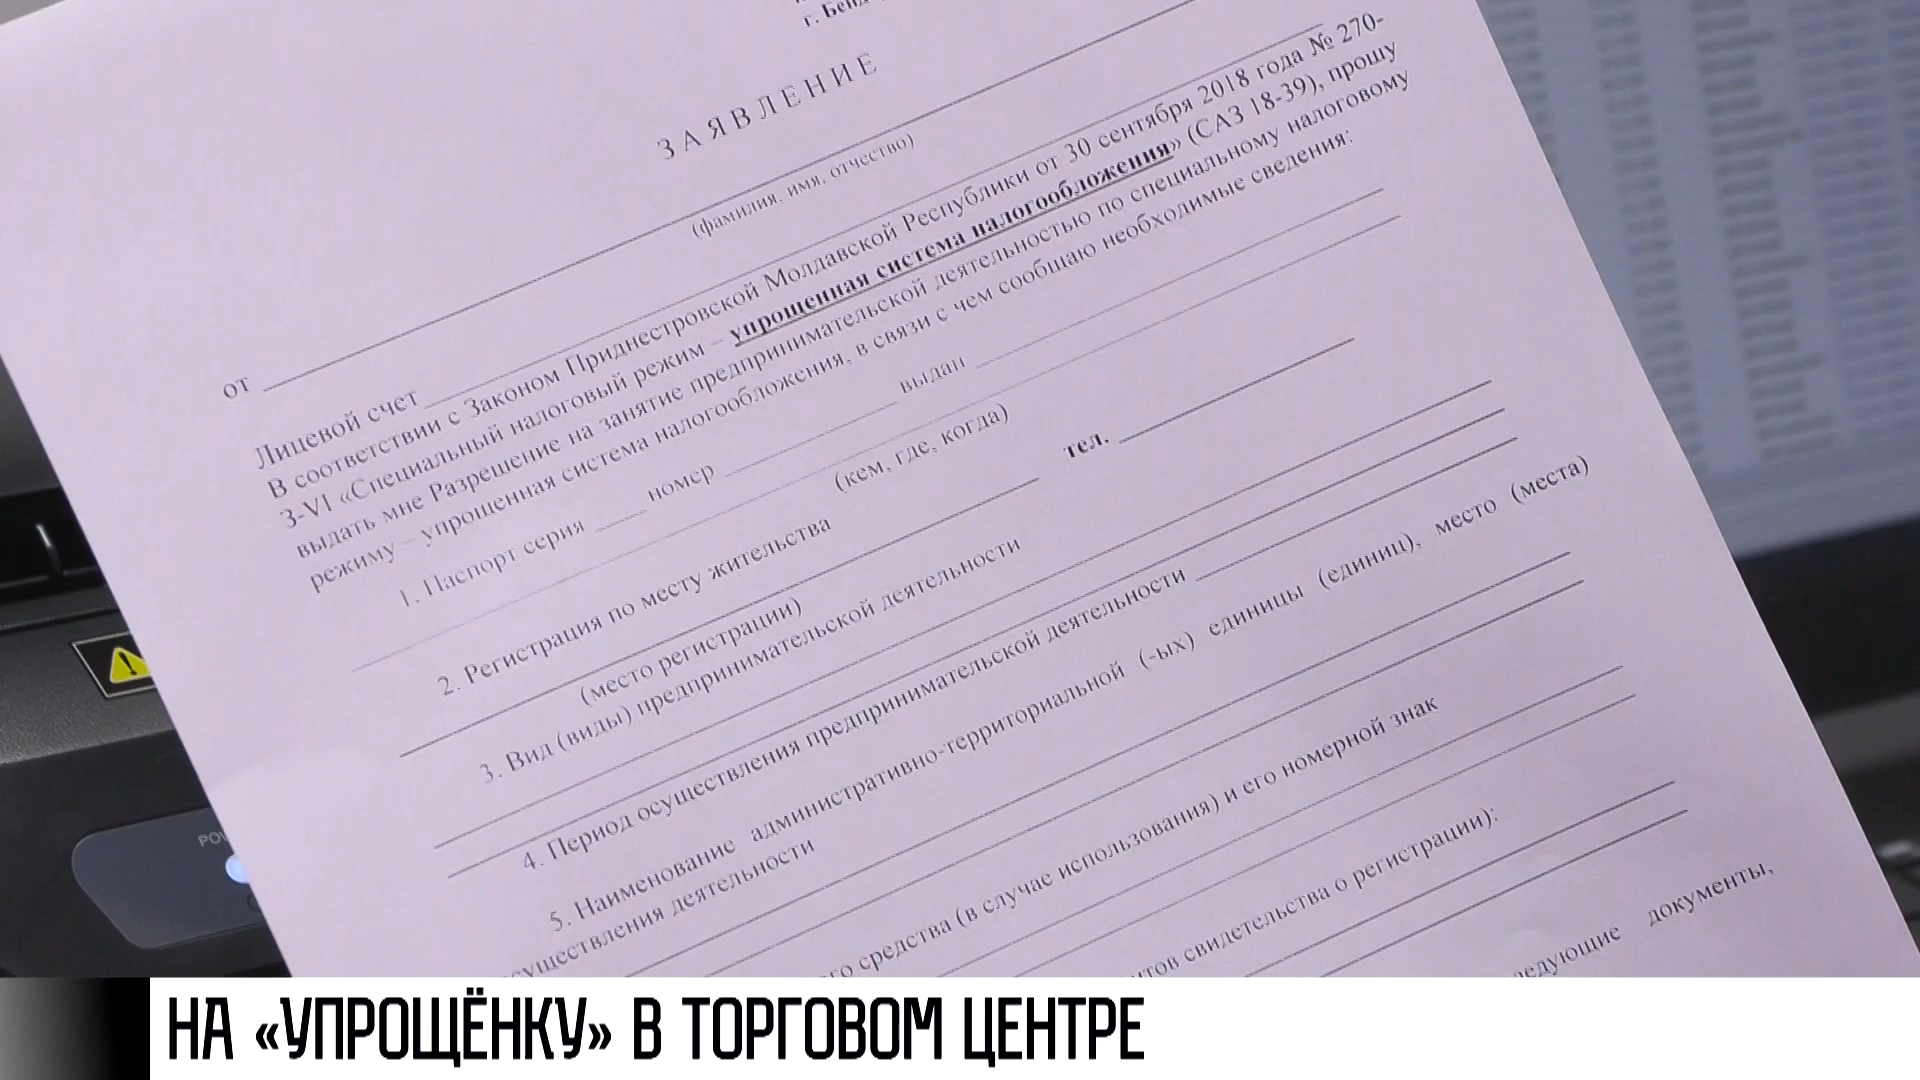 г. Бенд
ЗАЯВЛЕНИЕ
от
(фамилия, имя, отчество)
Лицевой счет
В соответствии с Законом Приднестровской Молдавской Республики от 30 сентября 2018 года № 270-
З-VI «Специальный налоговый режим – упрощенная система налогообложения» (САЗ 18-39), прошу
выдать мне Разрешение на занятие предпринимательской деятельностью по специальному налоговому
режиму – упрощенная система налогообложения, в связи с чем сообщаю необходимые сведения:
1. Паспорт серия ____ номер ____ выдан
(кем, где, когда)
2. Регистрация по месту жительства
тел.
(место регистрации)
3. Вид (виды) предпринимательской деятельности
4. Период осуществления предпринимательской деятельности
5. Наименование административно-территориальной (-ых) единицы (единиц), место (места)
осуществления деятельности
средства (в случае использования) и его номерной знак
свидетельства о регистрации):
документы,
POW
НА «УПРОЩЁНКУ» В ТОРГОВОМ ЦЕНТРЕ